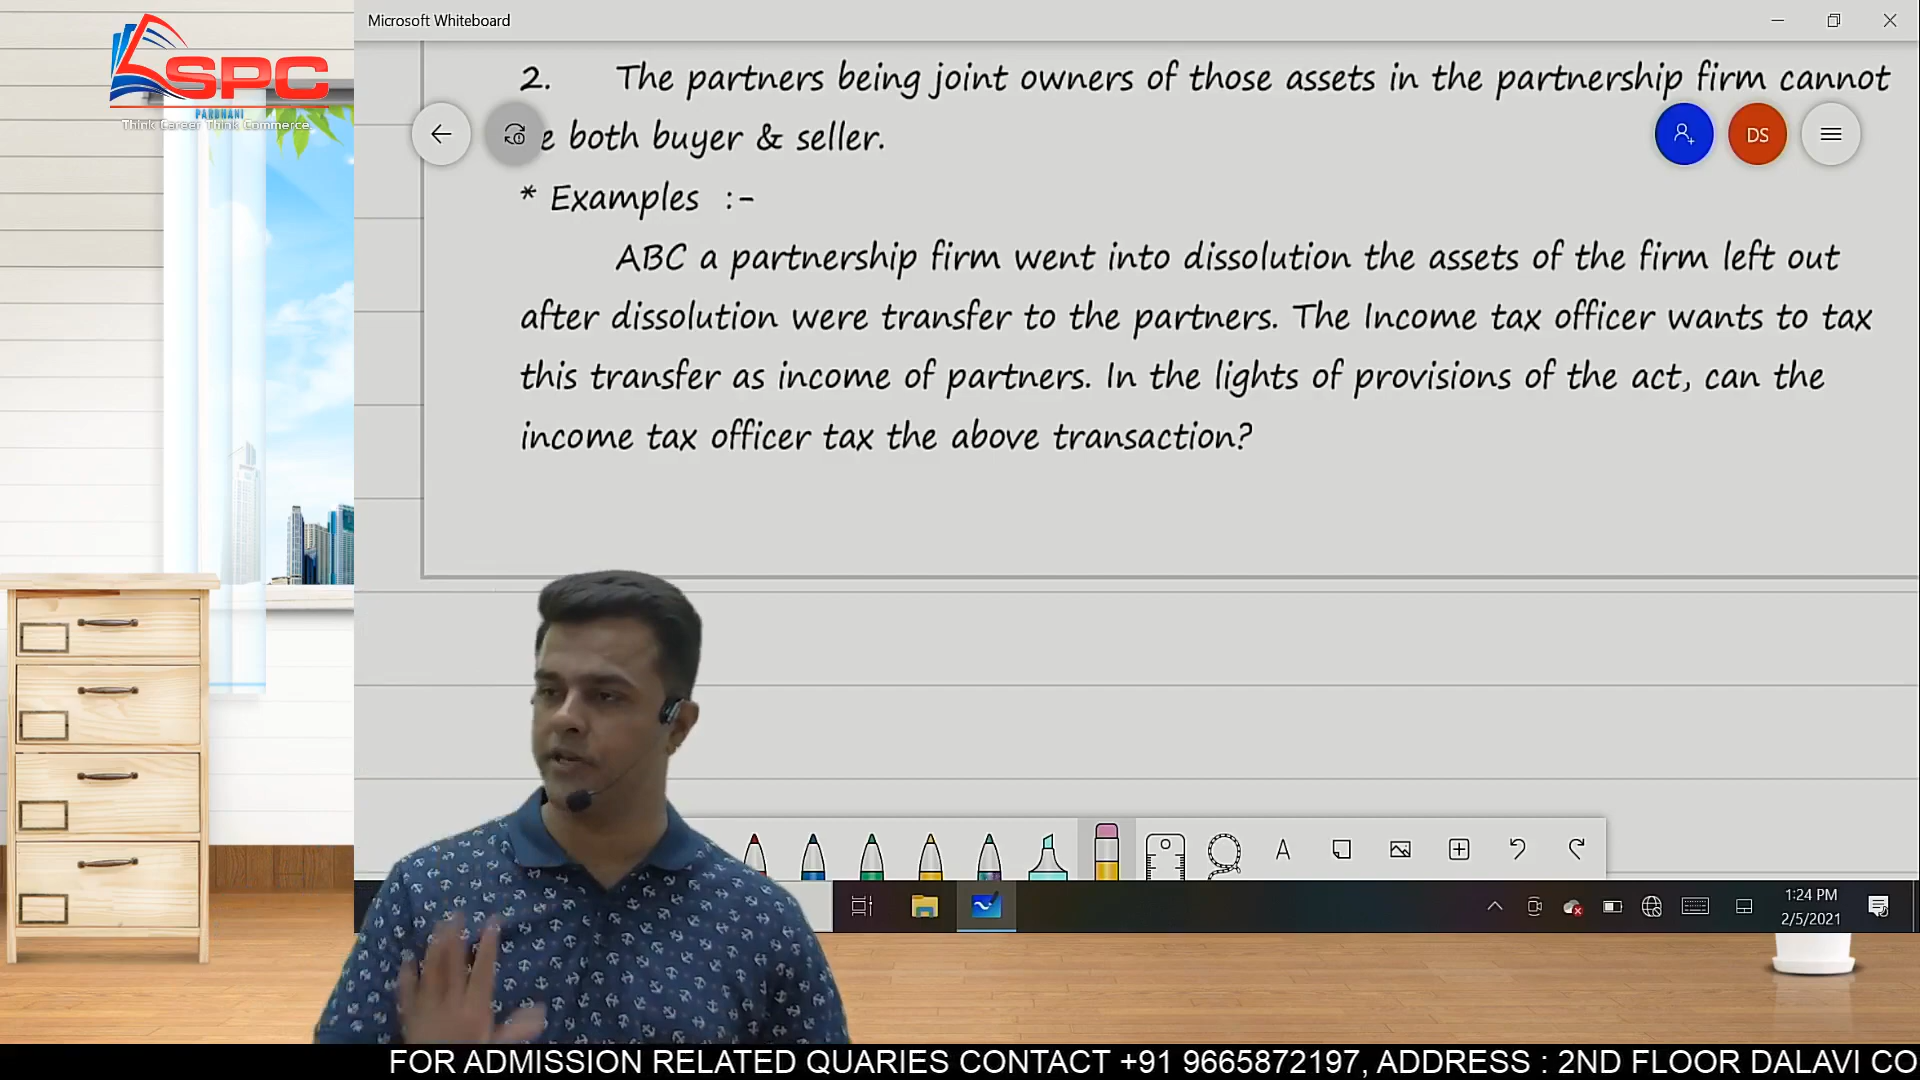 Microsoft Whiteboard
SPC
PARBHANI
Think Career Think Commerce.
2. The partners being joint owners of those assets in the partnership firm cannot
e both buyer & seller.
DS
* Examples :-
ABC a partnership firm went into dissolution the assets of the firm left out
after dissolution were transfer to the partners. The Income tax officer wants to tax
this transfer as income of partners. In the lights of provisions of the act, can the
income tax officer tax the above transaction?
A
1:24 PM
2/5/2021
FOR ADMISSION RELATED QUARIES CONTACT +91 9665872197, ADDRESS : 2ND FLOOR DALAVI CO